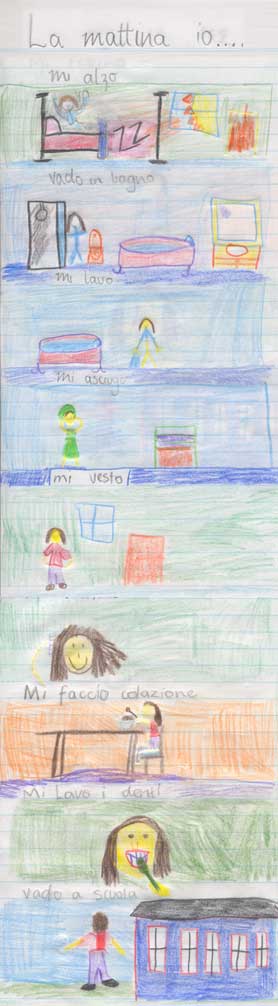 La mattina io....
mi alzo
vado in bagno
mi lavo
mi asciugo
mi vesto
Mi faccio colazione
Mi Lavo i denti
vado a scuola